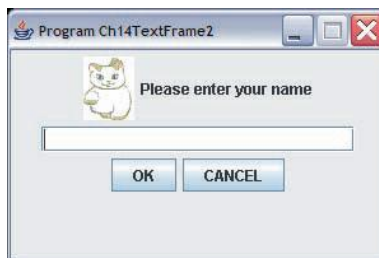 Program Ch14TextFrame2
Please enter your name
OK CANCEL